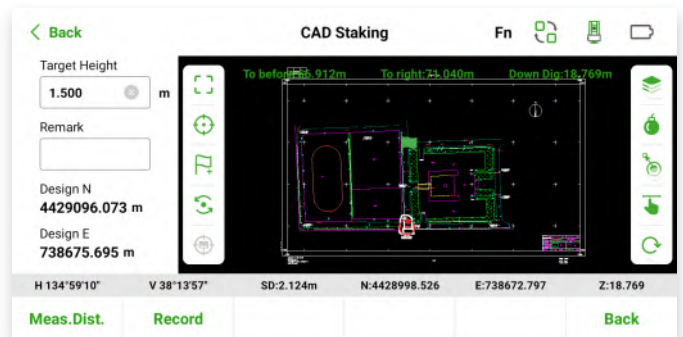 Back
CAD Staking
Fn
Target Height
1.500 m
Remark
Design N
4429096.073 m
Design E
738675.695 m
To before:66.912m To right:71.040m Down Dig:18.769m
H 134°59'10" V 38°13'57" SD:2.124m N:4428998.526 E:738672.797 Z:18.769
Meas.Dist. Record Back